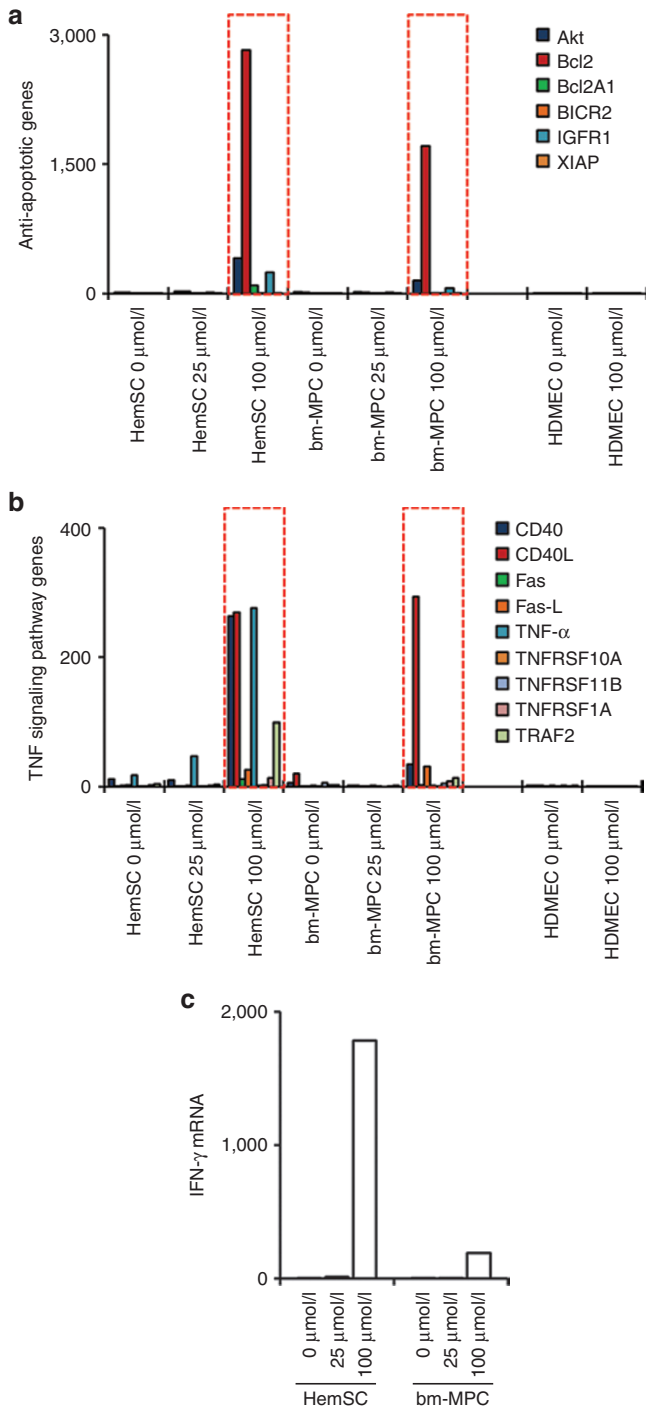 a
3,000
1,500
0
Anti-apoptotic genes
Akt
Bcl2
Bcl2A1
BICR2
IGFR1
XIAP
HemSC 0 μmol/l
HemSC 25 μmol/l
HemSC 100 μmol/l
bm-MPC 0 μmol/l
bm-MPC 25 μmol/l
bm-MPC 100 μmol/l
HDMEC 0 μmol/l
HDMEC 100 μmol/l
b
400
200
0
TNF signaling pathway genes
CD40
CD40L
Fas
Fas-L
TNF-α
TNFRSF10A
TNFRSF11B
TNFRSF1A
TRAF2
HemSC 0 μmol/l
HemSC 25 μmol/l
HemSC 100 μmol/l
bm-MPC 0 μmol/l
bm-MPC 25 μmol/l
bm-MPC 100 μmol/l
HDMEC 0 μmol/l
HDMEC 100 μmol/l
c
2,000
1,000
0
IFN-γ mRNA
0 μmol/l
25 μmol/l
100 μmol/l
0 μmol/l
25 μmol/l
100 μmol/l
HemSC
bm-MPC